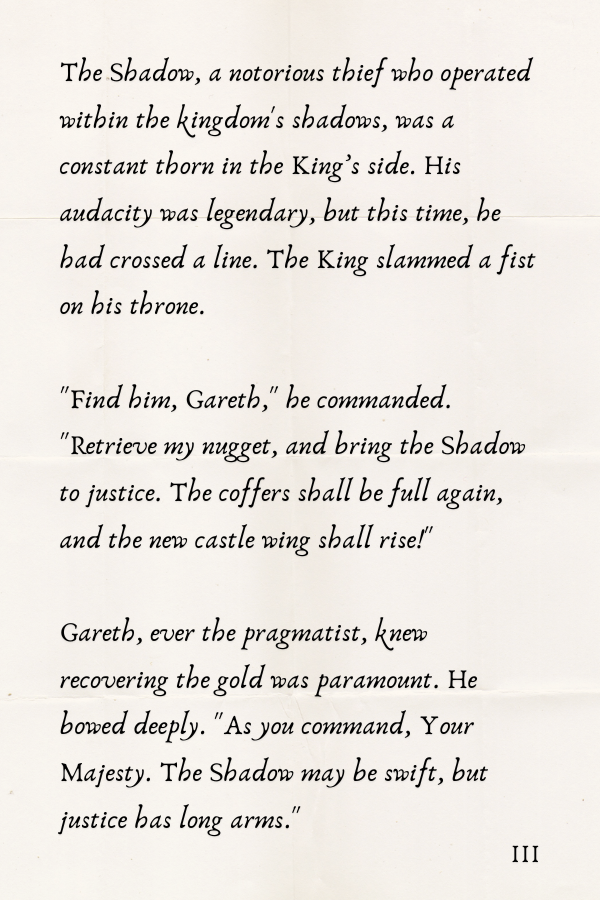 The Shadow, a notorious thief who operated
within the kingdom's shadows, was a
constant thorn in the King’s side. His
audacity was legendary, but this time, he
had crossed a line. The King slammed a fist
on his throne.
"Find him, Gareth," he commanded.
"Retrieve my nugget, and bring the Shadow
to justice. The coffers shall be full again,
and the new castle wing shall rise!"
Gareth, ever the pragmatist, knew
recovering the gold was paramount. He
bowed deeply. "As you command, Your
Majesty. The Shadow may be swift, but
justice has long arms."
III